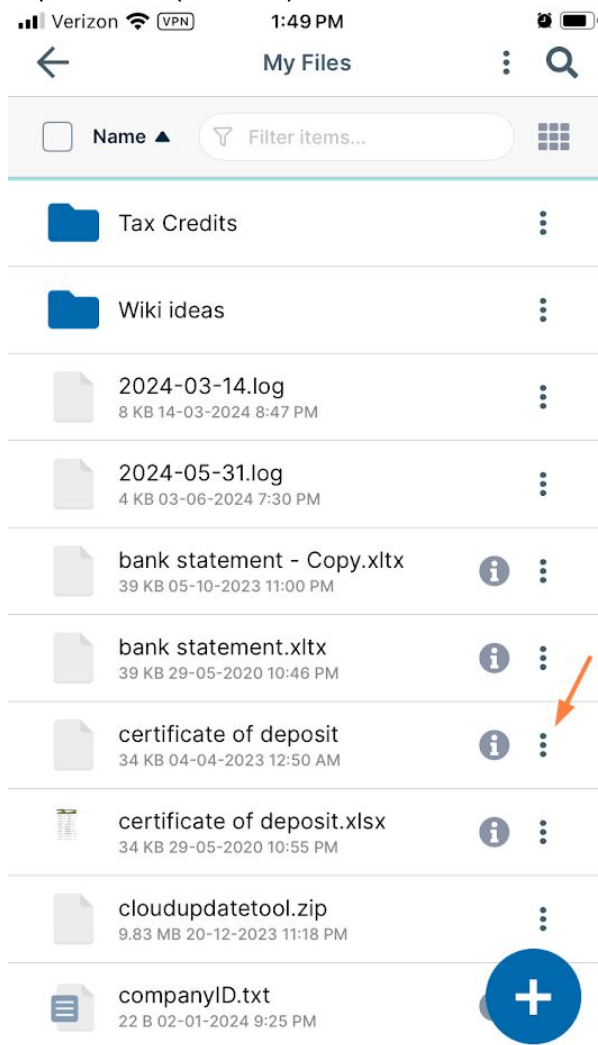 Verizon VPN 1:49 PM
My Files
Name ▲ Filter items...
Tax Credits
Wiki ideas
2024-03-14.log
8 KB 14-03-2024 8:47 PM
2024-05-31.log
4 KB 03-06-2024 7:30 PM
bank statement - Copy.xltx
39 KB 05-10-2023 11:00 PM
bank statement.xltx
39 KB 29-05-2020 10:46 PM
certificate of deposit
34 KB 04-04-2023 12:50 AM
certificate of deposit.xlsx
34 KB 29-05-2020 10:55 PM
cloudupdatetool.zip
9.83 MB 20-12-2023 11:18 PM
companyID.txt
22 B 02-01-2024 9:25 PM